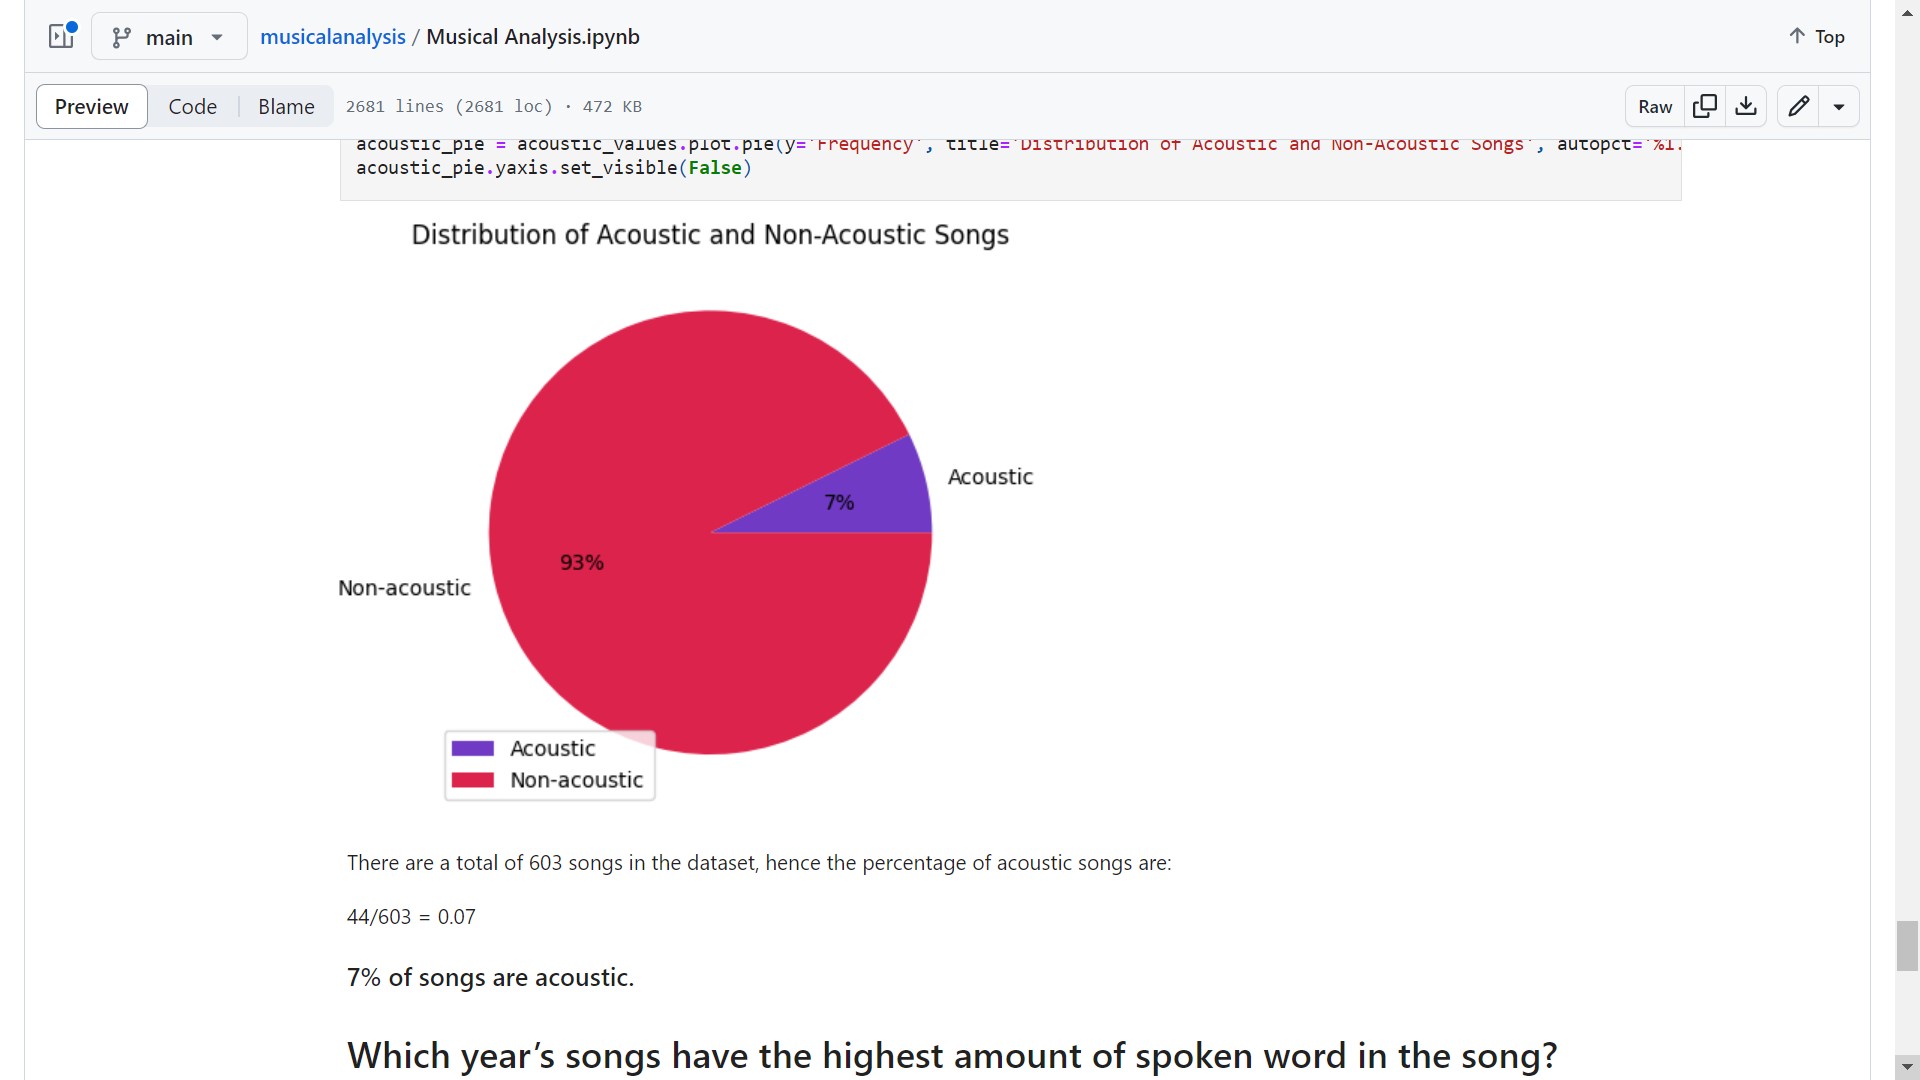 main
musicalanalysis / Musical Analysis.ipynb
Top
Preview Code Blame 2681 lines (2681 loc) · 472 KB
Raw
acoustic_pie = acoustic_values.plot.pie(y='Frequency', title='Distribution of Acoustic and Non-Acoustic Songs', autopct='%1.
acoustic_pie.yaxis.set_visible(False)
Distribution of Acoustic and Non-Acoustic Songs
Acoustic
7%
93%
Non-acoustic
Acoustic
Non-acoustic
There are a total of 603 songs in the dataset, hence the percentage of acoustic songs are:
44/603 = 0.07
7% of songs are acoustic.
Which year’s songs have the highest amount of spoken word in the song?